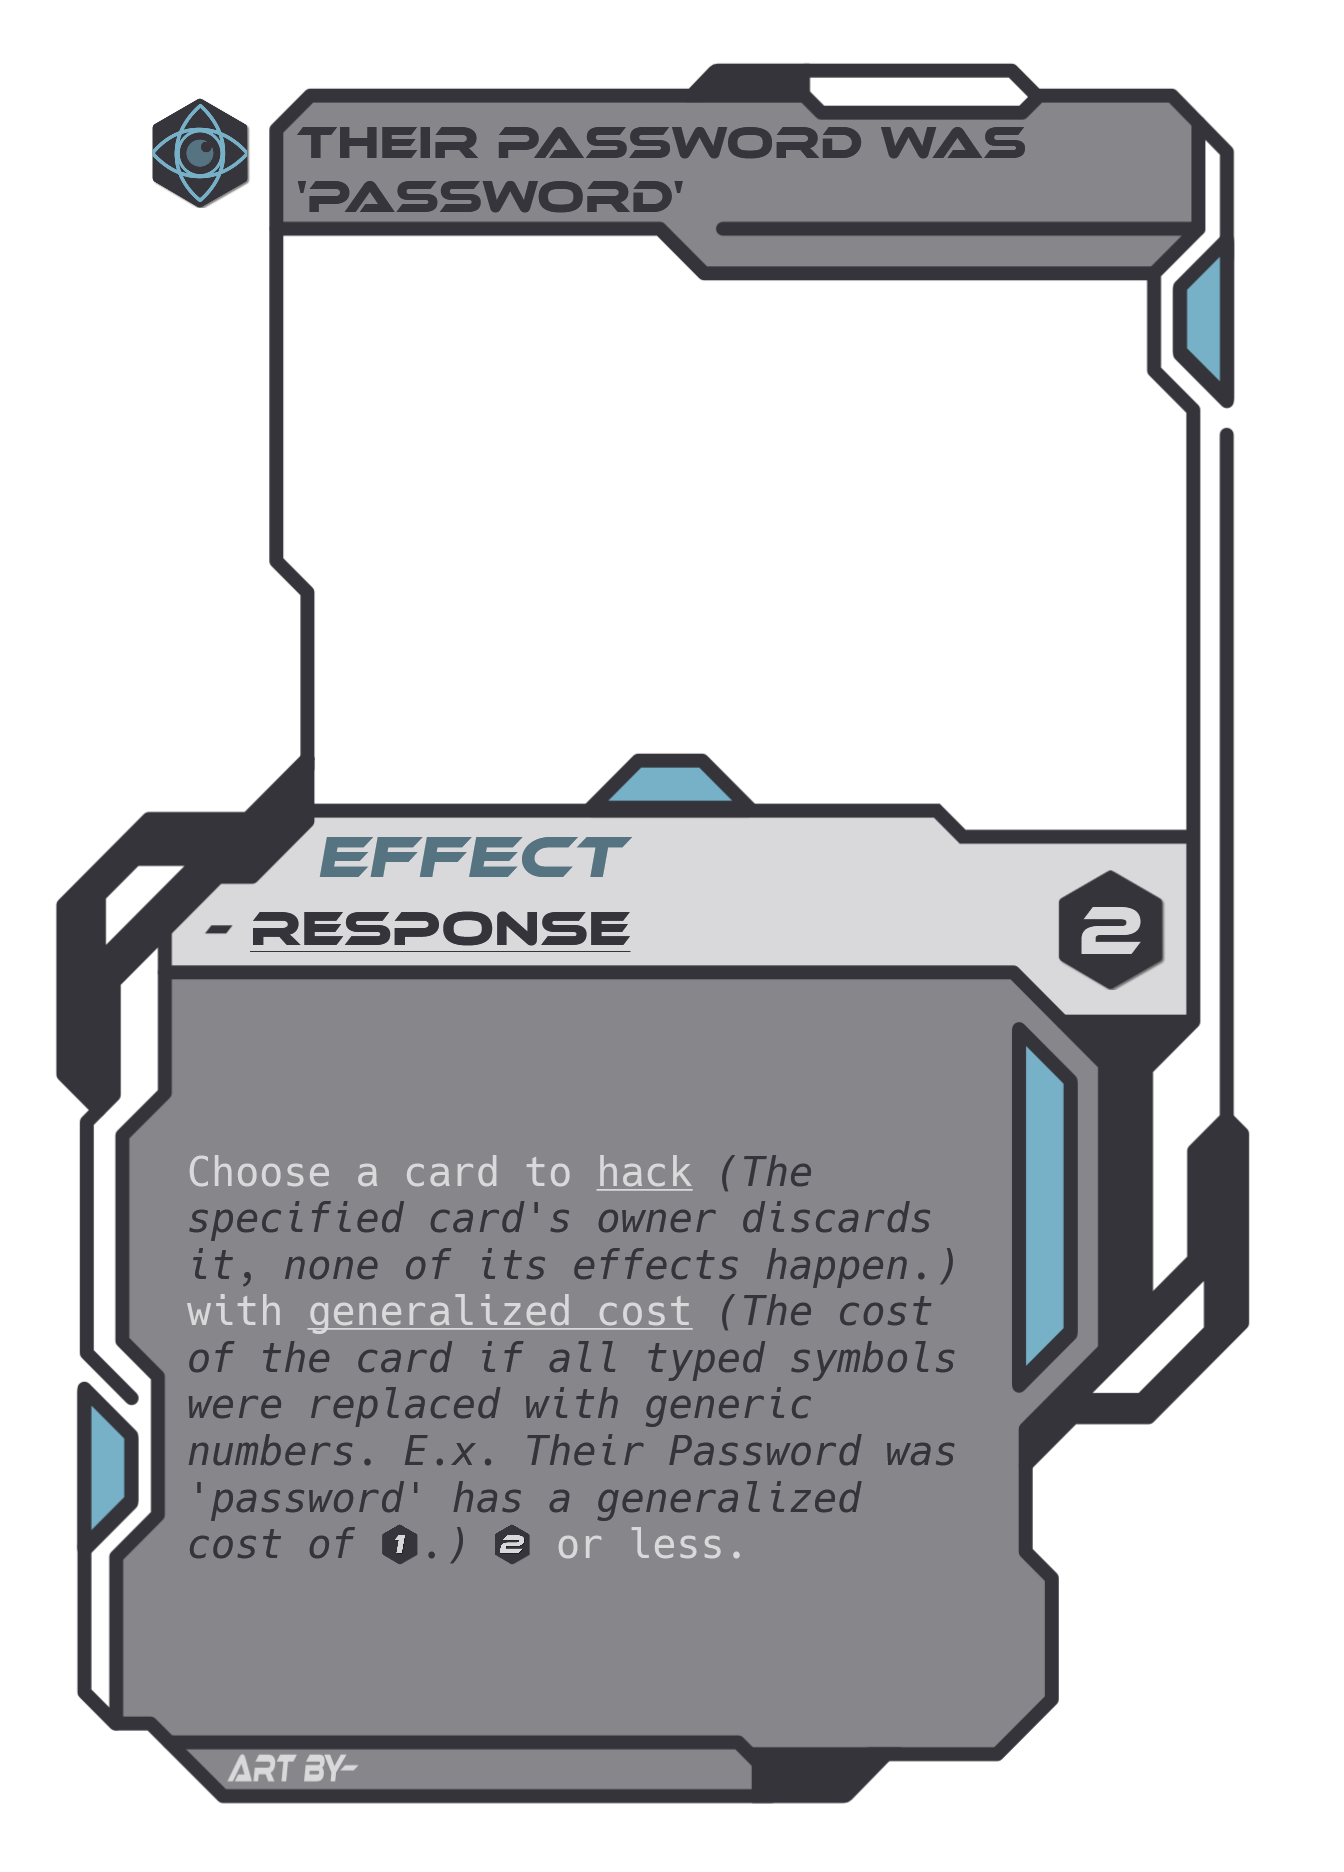 THEIR PASSWORD WAS
'PASSWORD'
EFFECT
- RESPONSE
2
Choose a card to hack (The
specified card's owner discards
it, none of its effects happen.)
with generalized cost (The cost
of the card if all typed symbols
were replaced with generic
numbers. E.x. Their Password was
'password' has a generalized
cost of 1.) 2 or less.
ART BY-